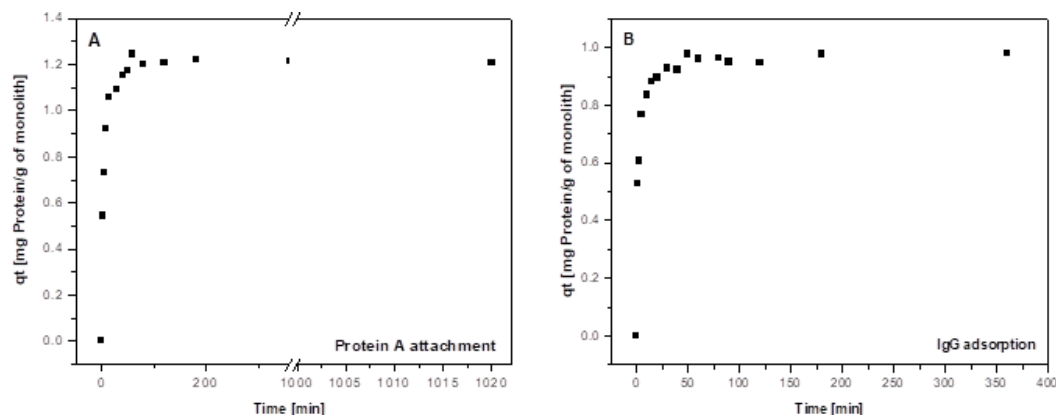 A
qt [mg Protein/g of monolith]
1.4
1.2
1.0
0.8
0.6
0.4
0.2
0.0
Protein A attachment
0 200 1000 1005 1010 1015 1020
Time [min]
B
qt [mg Protein/g of monolith]
1.0
0.8
0.6
0.4
0.2
0.0
IgG adsorption
0 50 100 150 200 250 300 350 400
Time [min]